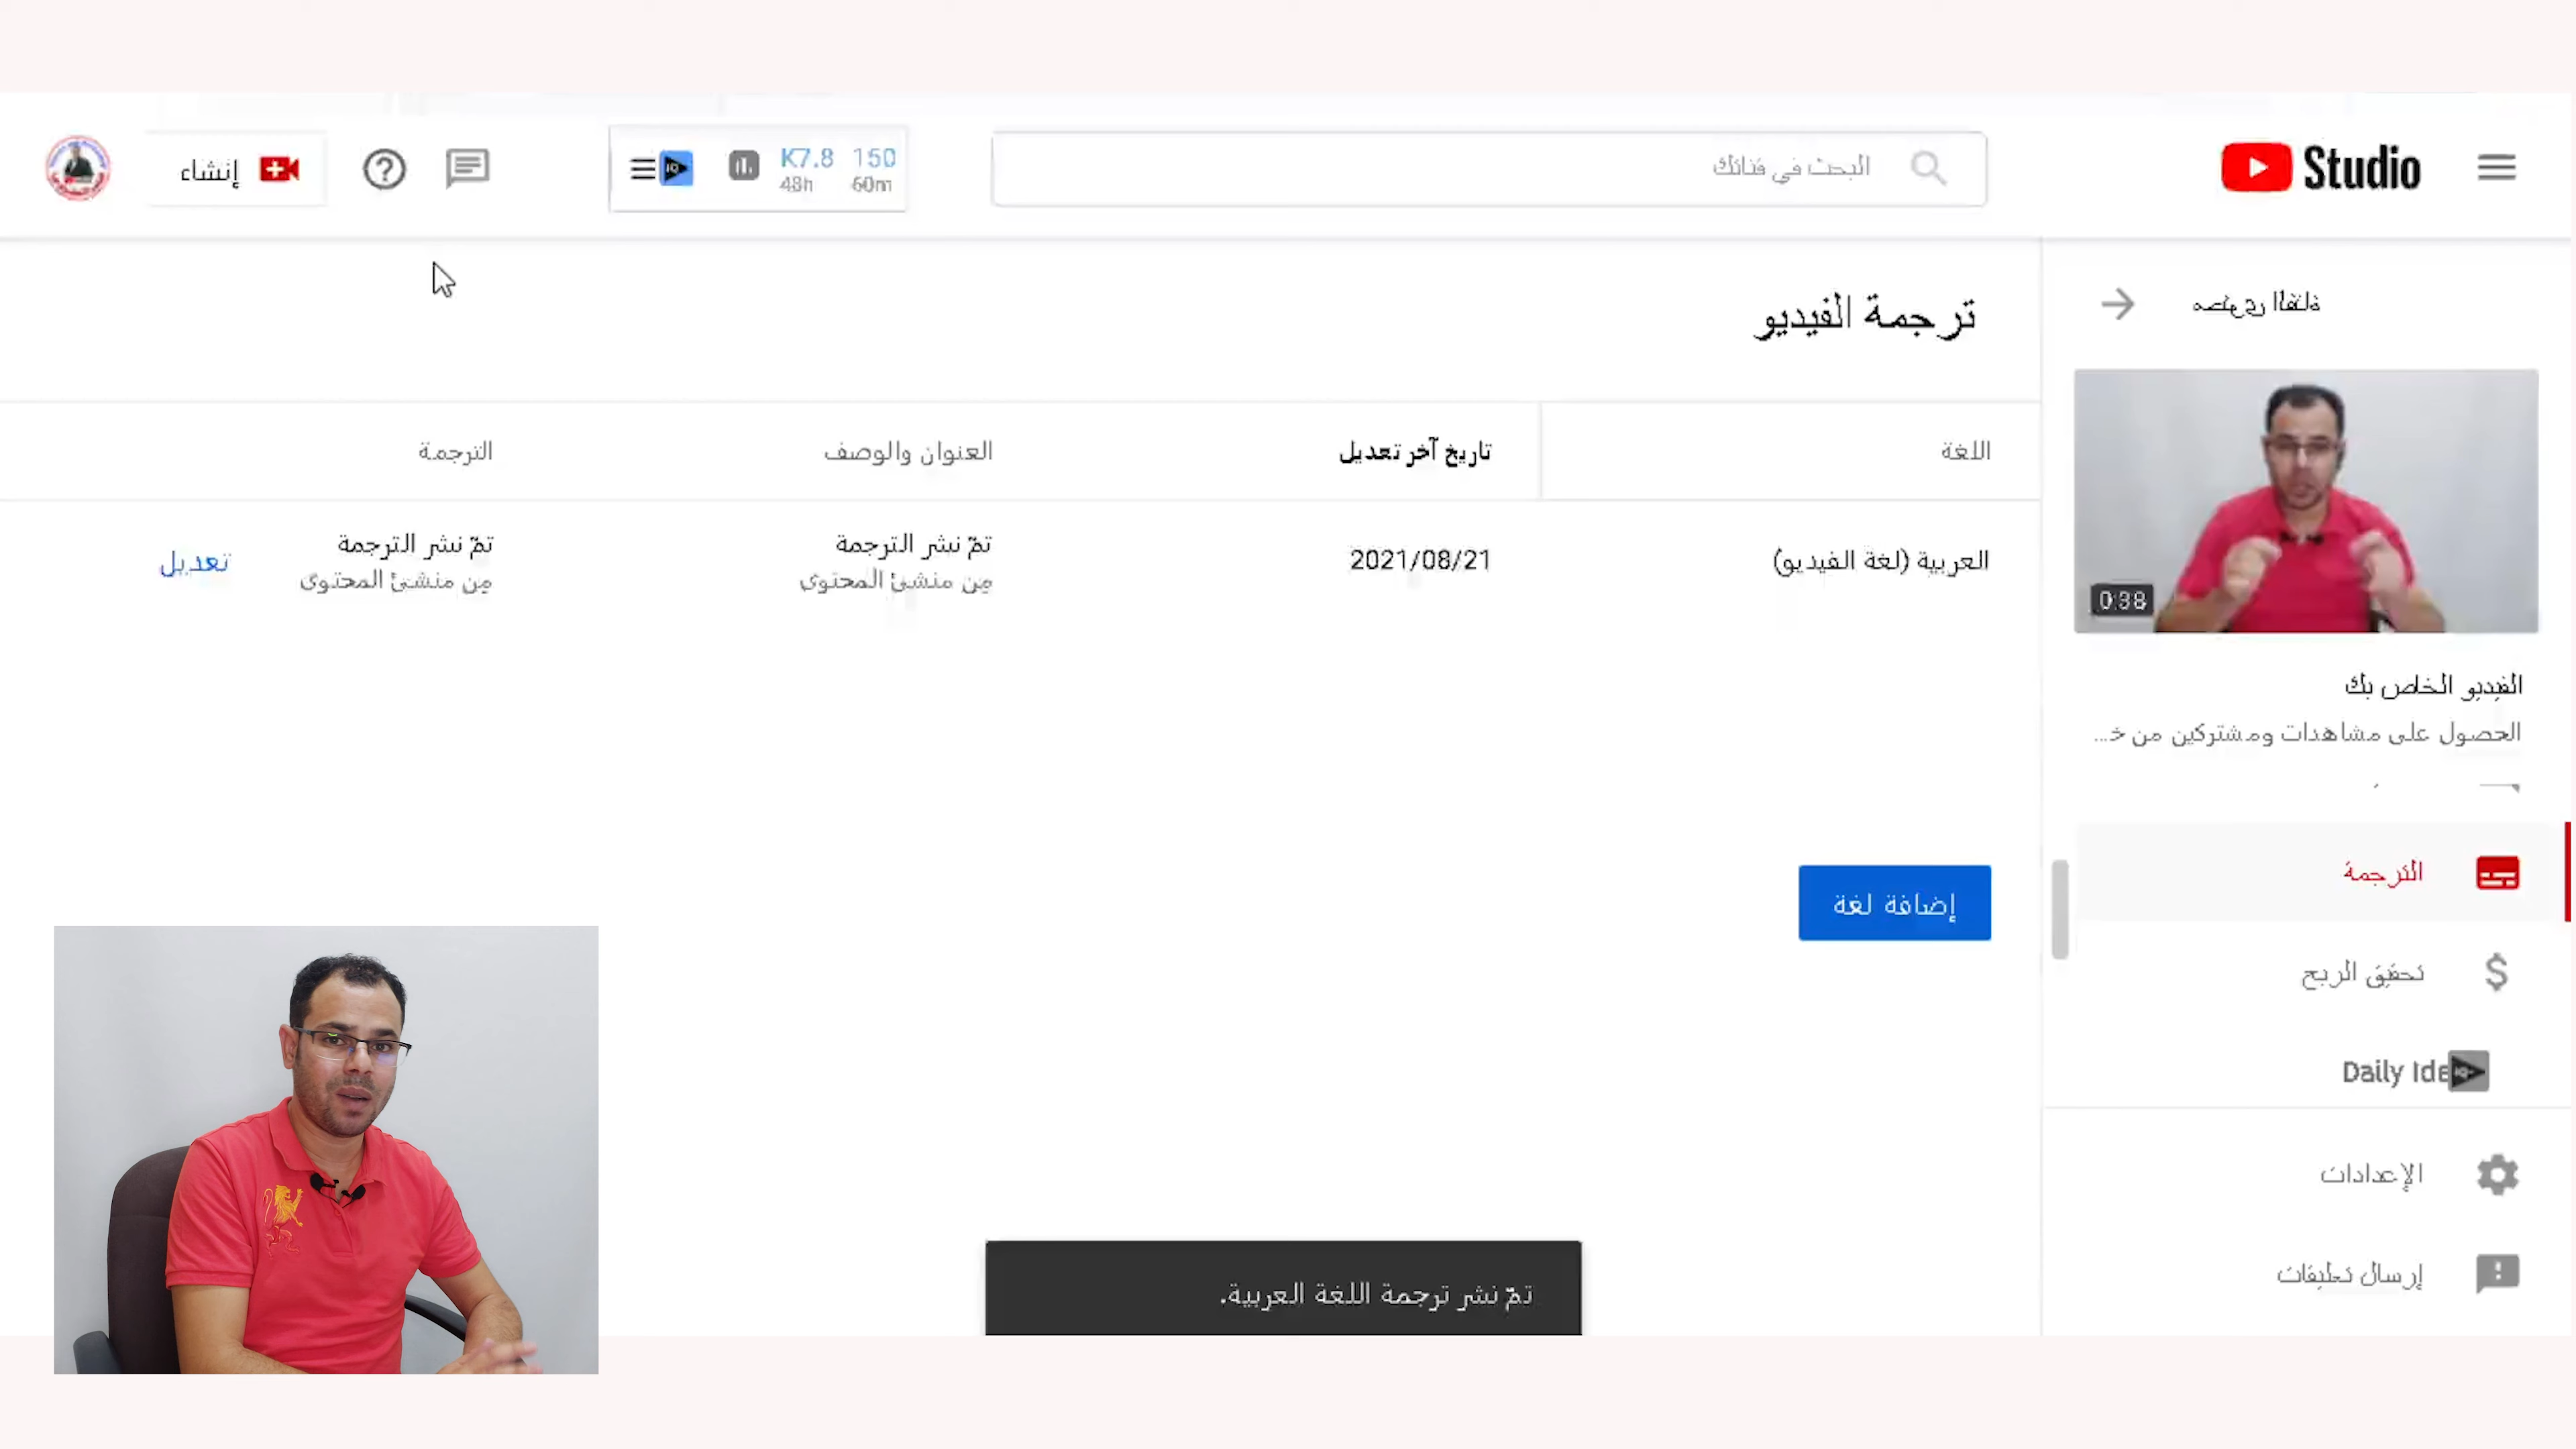 Studio
البحث في قناتك
K7.8 150
48h 60m
إنشاء
محتوى القناة
0:38
الفيديو الخاص بك
الحصول على مشاهدات ومشتركين من خ...
الترجمة
تحقيق الربح
Daily Ide
الإعدادات
إرسال تعليقات
ترجمة الفيديو
اللغة تاريخ آخر تعديل العنوان والوصف الترجمة
العربية (لغة الفيديو) 2021/08/21 تمّ نشر الترجمة تمّ نشر الترجمة تعديل
مِن منشئ المحتوى مِن منشئ المحتوى
إضافة لغة
تمّ نشر ترجمة اللغة العربية.